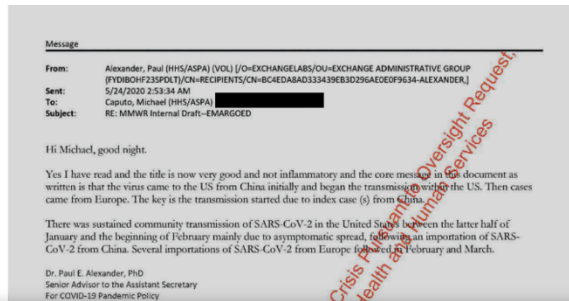 Message
From: Alexander, Paul (HHS/ASPA) (VOL) [/O=EXCHANGELABS/OU=EXCHANGE ADMINISTRATIVE GROUP
(FYDIBOHF23SPDLT)/CN=RECIPIENTS/CN=BC4EDA8AD333439EB3D296AE0E0F9634-ALEXANDER,]
Sent: 5/24/2020 2:53:34 AM
To: Caputo, Michael (HHS/ASPA)
Subject: RE: MMWR Internal Draft--EMARGOED
Hi Michael, good night.
Yes I have read and the title is now very good and not inflammatory and the core message in this document as
written is that the virus came to the US from China initially and began the transmission within the US. Then cases
came from Europe. The key is the transmission started due to index case (s) from China.
There was sustained community transmission of SARS-CoV-2 in the United States between the latter half of
January and the beginning of February mainly due to asymptomatic spread, following an importation of SARS-
CoV-2 from China. Several importations of SARS-CoV-2 from Europe followed in February and March.
Dr. Paul E. Alexander, PhD
Senior Advisor to the Assistant Secretary
For COVID-19 Pandemic Policy
Crisis Pursuant to Oversight Request,
Health and Human Services